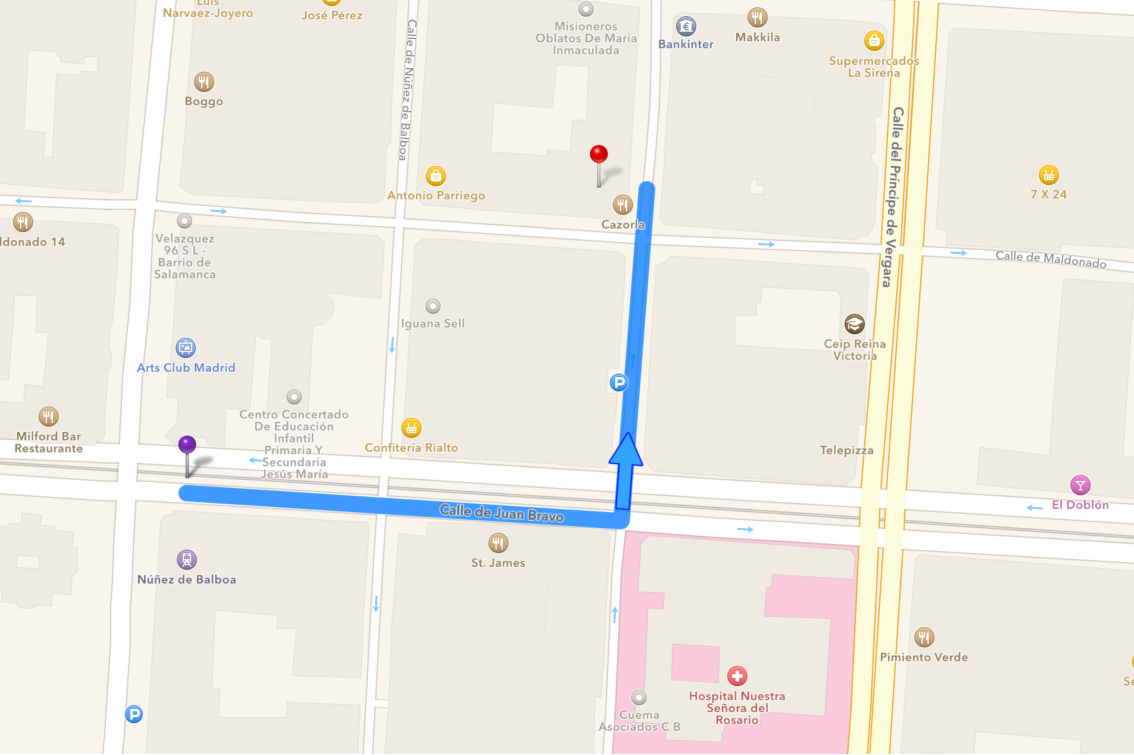 Luis
Narvaez-Joyero
José Pérez
Misioneros
Oblatos De María
Inmaculada
Bankinter
Makkila
Supermercados
La Sirena
Boggo
Calle de Núñez de Balboa
Calle del Príncipe de Vergara
Antonio Parriego
7 X 24
Cazorla
ldonado 14
Velazquez
96 S L -
Barrio de
Salamanca
Calle de Maldonado
Iguana Sell
Ceip Reina
Victoria
Arts Club Madrid
P
Centro Concertado
De Educación
Infantil
Primaria Y
Secundaria
Jesús María
Milford Bar
Restaurante
Confitería Rialto
Telepizza
El Doblón
Calle de Juan Bravo
St. James
Núñez de Balboa
Pimiento Verde
Se
Hospital Nuestra
Señora del
Rosario
Cuema
Asociados C B
P